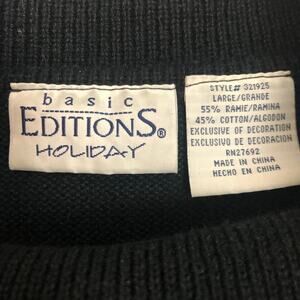 basic
EDITIONS®
HOLIDAY
STYLE# 321925
LARGE/GRANDE
55% RAMIE/RAMINA
45% COTTON/ALGODON
EXCLUSIVE OF DECORATION
EXCLUSIVO DE DECORACION
RN27692
MADE IN CHINA
HECHO EN CHINA